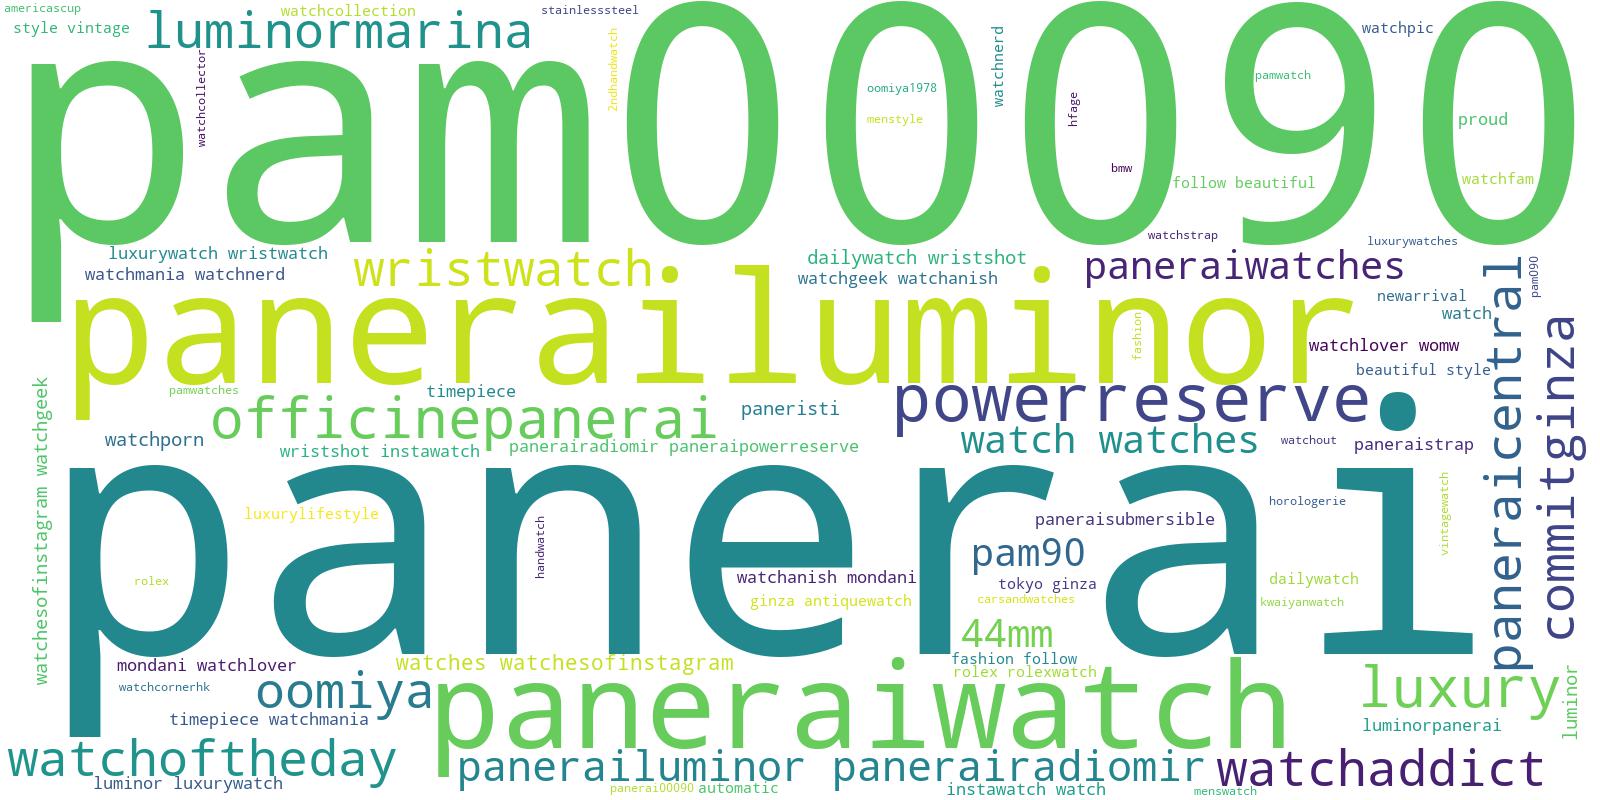 americascup
watchcollection
stainlesssteel
style vintage
luminormarina
watchpic
pam00090
watchcollector
2ndhandwatch
watchnerd
oomiya1978
menstyle
hfage
bmw
pamwatch
proud
follow beautiful
watchfam
watchstrap
luxurywatches
luxurywatch wristwatch
watchmania watchnerd
wristwatch
dailywatch wristshot
watchgeek watchanish
paneraiwatches
paneraicentral
pam090
newarrival
watch
panerailuminor
fashion
watchlover womw
beautiful style
commitginza
watchesofinstagram watchgeek
pamwatches
timepiece
officinepanerai
paneristi
powerreserve
watchporn
wristshot instawatch
panerairadiomir paneraipowerreserve
watch watches
watchout
paneraistrap
panerai
luxurylifestyle
handwatch
rolex
horologerie
vintagewatch
paneraisubmersible
pam90
watchanish mondani
tokyo ginza
dailywatch
ginza antiquewatch
carsandwatches
kwaiyanwatch
44mm
mondani watchlover
watches watchesofinstagram
fashion follow
rolex rolexwatch
watchcornerhk
oomiya
paneraiwatch
luxury
luminor
timepiece watchmania
luminorpanerai
watchoftheday
panerailuminor panerairadiomir
watchaddict
luminor luxurywatch
panerai00090
automatic
instawatch watch
menswatch